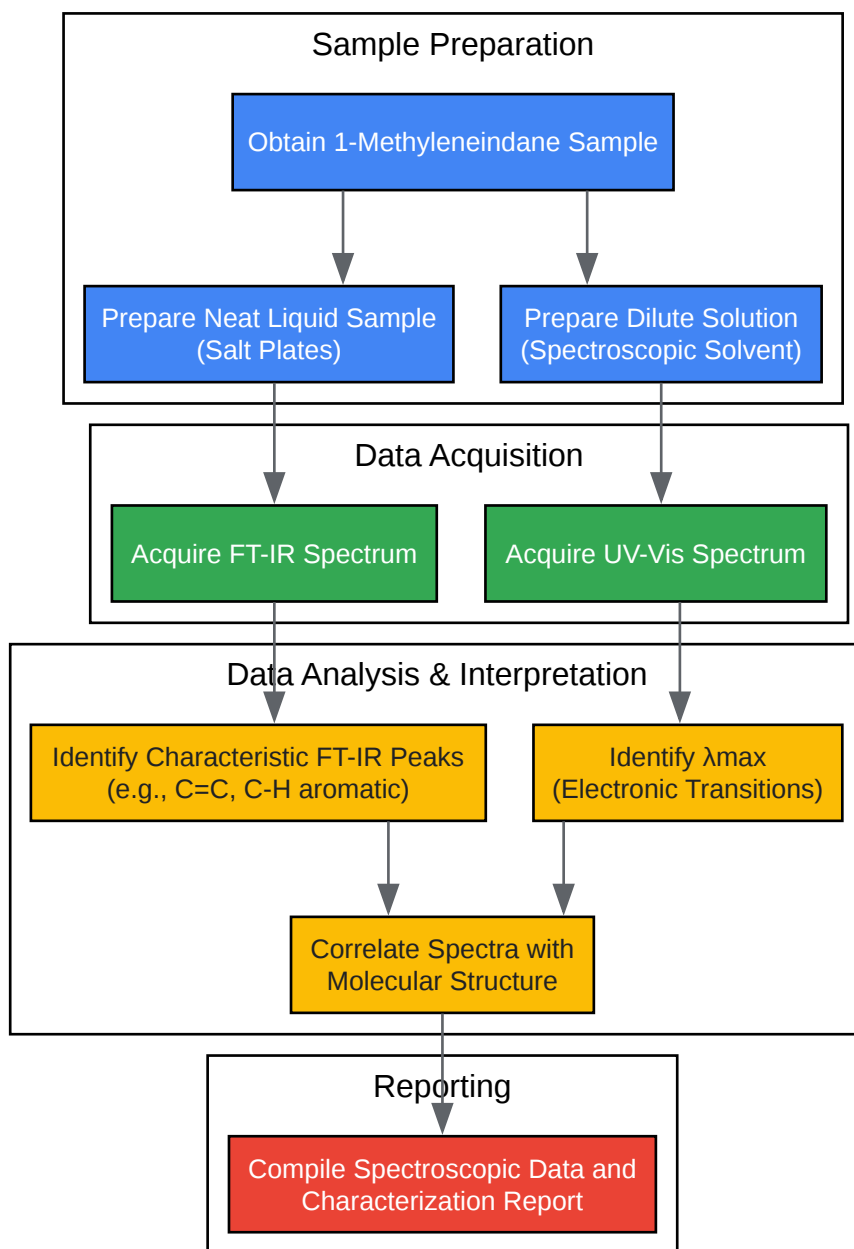 Sample Preparation
Obtain 1-Methyleneindane Sample
Prepare Neat Liquid Sample
(Salt Plates)
Prepare Dilute Solution
(Spectroscopic Solvent)
Data Acquisition
Acquire FT-IR Spectrum
Acquire UV-Vis Spectrum
Data Analysis & Interpretation
Identify Characteristic FT-IR Peaks
(e.g., C=C, C-H aromatic)
Identify λmax
(Electronic Transitions)
Correlate Spectra with
Molecular Structure
Reporting
Compile Spectroscopic Data and
Characterization Report